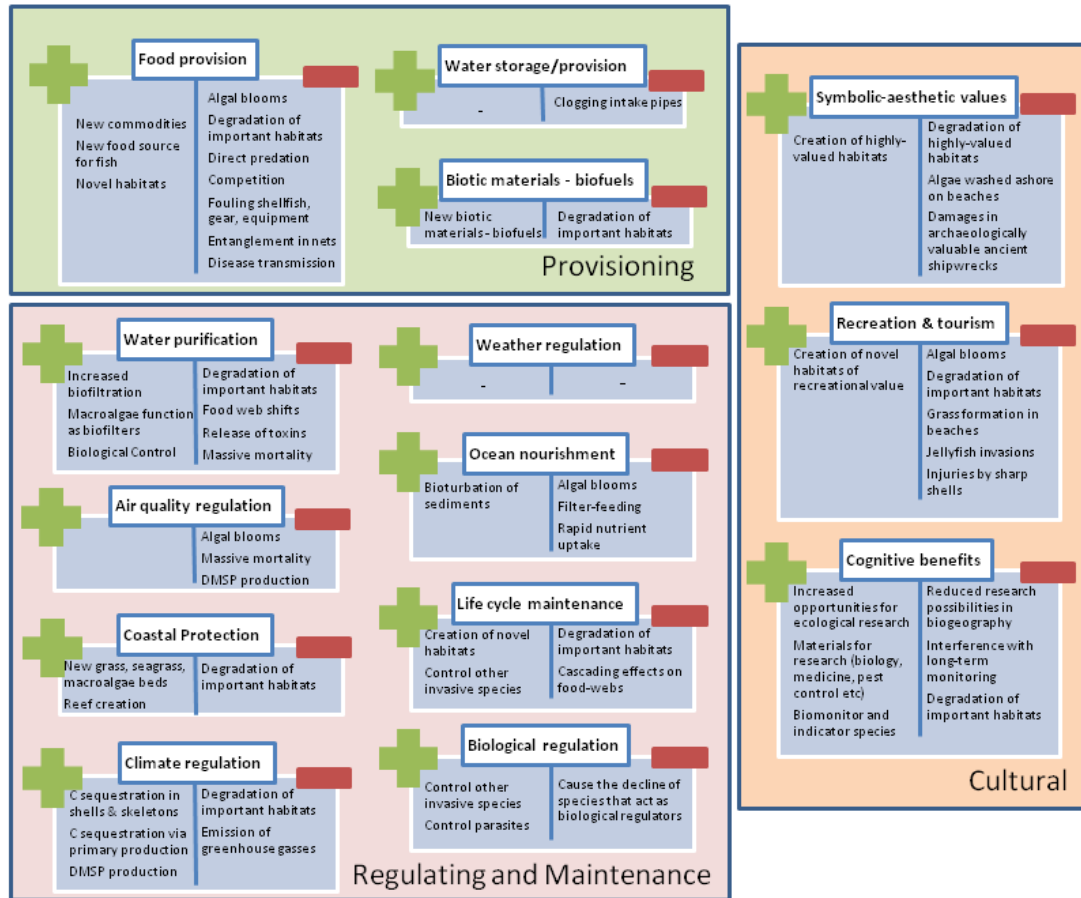 Food provision
New commodities
New food source
for fish
Novel habitats
Algal blooms
Degradation of
important habitats
Direct predation
Competition
Fouling shellfish,
gear, equipment
Entanglement in nets
Disease transmission
Water storage/provision
-
Clogging intake pipes
Biotic materials - biofuels
New biotic
materials - biofuels
Degradation of
important habitats
Provisioning
Water purification
Increased
biofiltration
Macroalgae function
as biofilters
Biological Control
Degradation of
important habitats
Food web shifts
Release of toxins
Massive mortality
Air quality regulation
Algal blooms
Massive mortality
DMSP production
Coastal Protection
New grass, seagrass,
macroalgae beds
Reef creation
Degradation of
important habitats
Climate regulation
C sequestration in
shells & skeletons
C sequestration via
primary production
DMSP production
Degradation of
important habitats
Emission of
greenhouse gasses
Weather regulation
-
-
Ocean nourishment
Bioturbation of
sediments
Algal blooms
Filter-feeding
Rapid nutrient
uptake
Life cycle maintenance
Creation of novel
habitats
Control other
invasive species
Degradation of
important habitats
Cascading effects on
food-webs
Biological regulation
Control other
invasive species
Control parasites
Cause the decline of
species that act as
biological regulators
Regulating and Maintenance
Symbolic-aesthetic values
Creation of highly-
valued habitats
Degradation of
highly-valued
habitats
Algae washed ashore
on beaches
Damages in
archaeologically
valuable ancient
shipwrecks
Recreation & tourism
Creation of novel
habitats of
recreational value
Algal blooms
Degradation of
important habitats
Grass formation in
beaches
Jellyfish invasions
Injuries by sharp
shells
Cognitive benefits
Increased
opportunities for
ecological research
Materials for
research (biology,
medicine, pest
control etc)
Biomonitor and
indicator species
Reduced research
possibilities in
biogeography
Interference with
long-term
monitoring
Degradation of
important habitats
Cultural